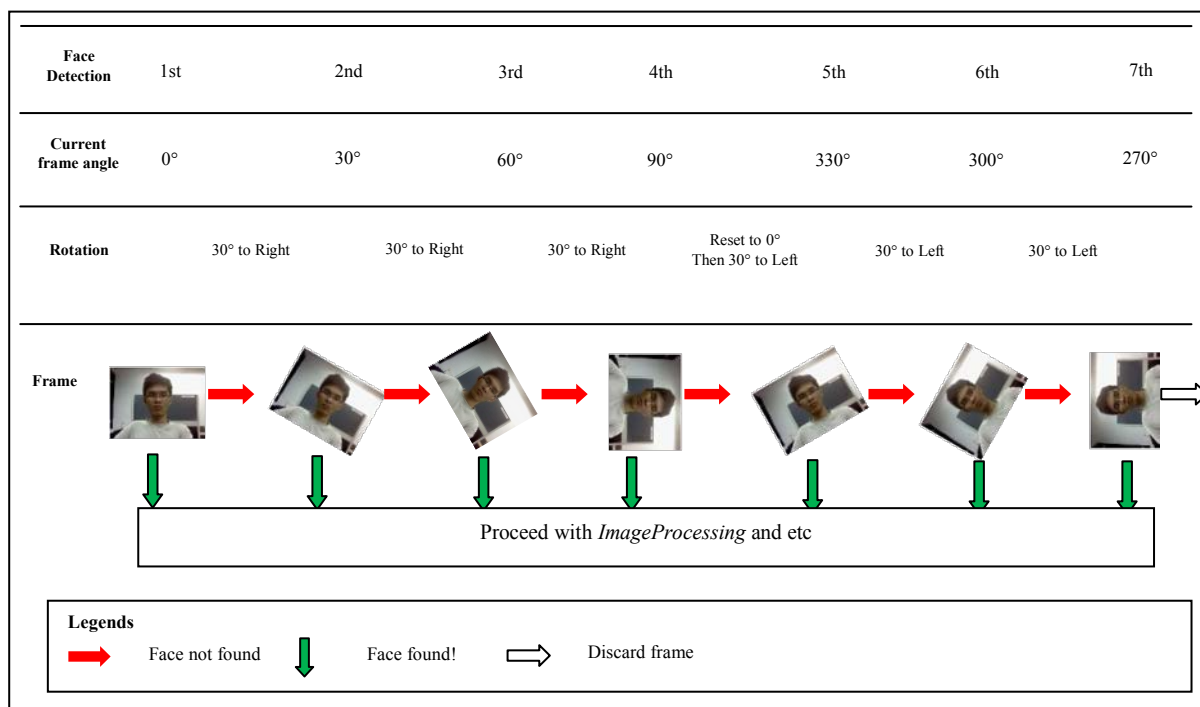 Face Detection 1st 2nd 3rd 4th 5th 6th 7th
Current frame angle 0° 30° 60° 90° 330° 300° 270°
Rotation 30° to Right 30° to Right 30° to Right Reset to 0° Then 30° to Left 30° to Left 30° to Left
Frame
Proceed with ImageProcessing and etc
Legends
Face not found Face found! Discard frame